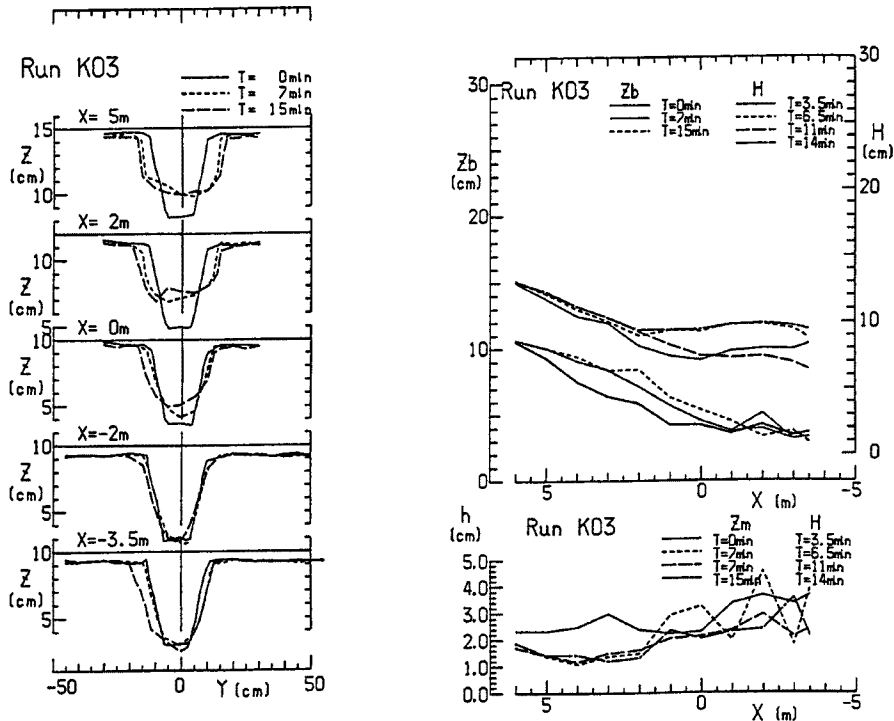 Run K03
T= 0min
T= 7min
T= 15min
X= 5m
15
Z
(cm)
10
X= 2m
10
Z
(cm)
5
X= 0m
10
Z
(cm)
5
X=-2m
10
Z
(cm)
5
X=-3.5m
10
Z
(cm)
5
-50
0
Y (cm)
50
Run K03
Zb
T=0min
T=7min
T=15min
H
T=3.5min
T=6.5min
T=11min
T=14min
30
Zb
(cm)
20
10
0
30
H
(cm)
20
10
0
5
0
X (m)
-5
h
(cm)
Run K03
Zm
H
T=0min T=3.5min
T=7min T=6.5min
T=7min T=11min
T=15min T=14min
5.0
4.0
3.0
2.0
1.0
0.0
5
0
X (m)
-5